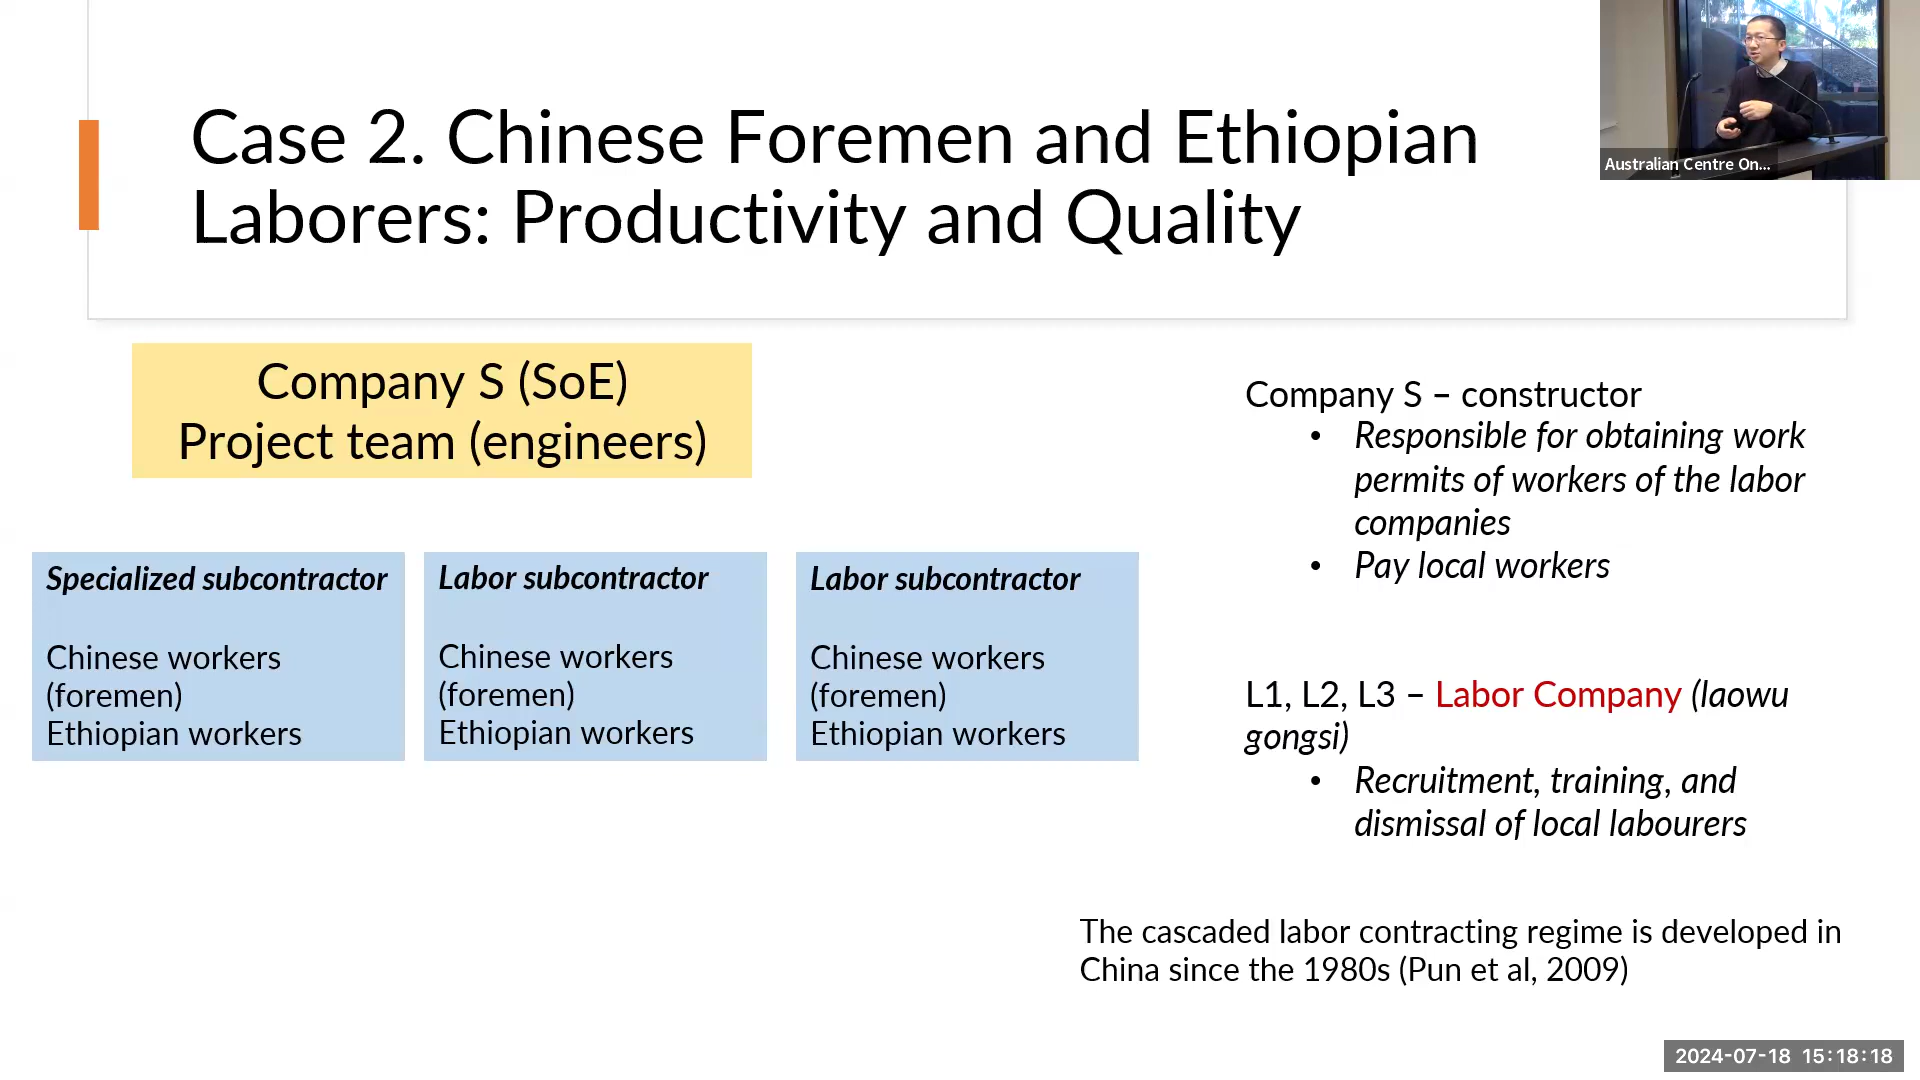 Case 2. Chinese Foremen and Ethiopian
Laborers: Productivity and Quality
Australian Centre On...
Company S (SoE)
Project team (engineers)
Specialized subcontractor
Chinese workers
(foremen)
Ethiopian workers
Labor subcontractor
Chinese workers
(foremen)
Ethiopian workers
Labor subcontractor
Chinese workers
(foremen)
Ethiopian workers
Company S – constructor
• Responsible for obtaining work
permits of workers of the labor
companies
• Pay local workers
L1, L2, L3 – Labor Company (laowu
gongsi)
• Recruitment, training, and
dismissal of local labourers
The cascaded labor contracting regime is developed in
China since the 1980s (Pun et al, 2009)
2024-07-18 15:18:18